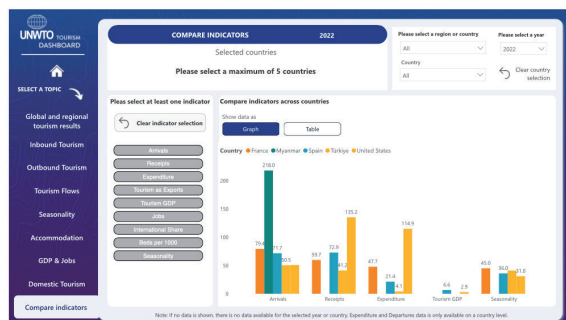 UNWTO TOURISM
DASHBOARD
SELECT A TOPIC
Global and regional
tourism results
Inbound Tourism
Outbound Tourism
Tourism Flows
Seasonality
Accommodation
GDP & Jobs
Domestic Tourism
Compare indicators
COMPARE INDICATORS 2022
Selected countries
Please select a maximum of 5 countries
Please select a region or country
All
Country
All
Please select a year
2022
Clear country
selection
Pleas select at least one indicator
Clear indicator selection
Arrivals
Receipts
Expenditure
Tourism as Exports
Tourism GDP
Jobs
International Share
Beds per 1000
Seasonality
Compare indicators across countries
Show data as
Graph Table
Country France Myanmar Spain Türkiye United States
200
150
100
50
0
79.4 218.0 71.7 50.5
59.7 72.9 41.2 135.2
47.7 21.4 4.1 114.9
6.6 2.9
45.0 36.0 31.8
Arrivals Receipts Expenditure Tourism GDP Seasonality
Note: If no data is shown, there is no data available for the selected year or country. Expenditure and Departures data is only available on a country level.